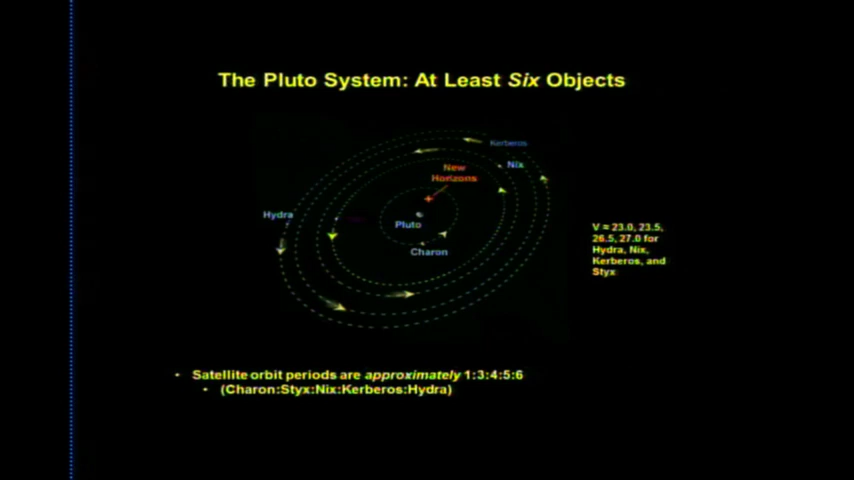 The Pluto System: At Least Six Objects
Kerberos
Nix
New
Horizons
Hydra
Pluto
Charon
V = 23.0, 23.5,
26.5, 27.0 for
Hydra, Nix,
Kerberos, and
Styx
• Satellite orbit periods are approximately 1:3:4:5:6
• (Charon:Styx:Nix:Kerberos:Hydra)